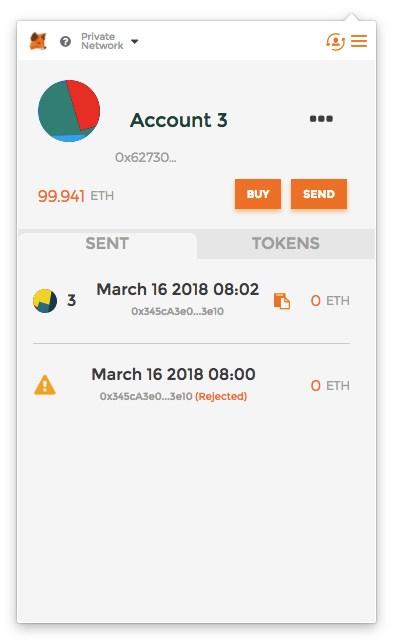 Private
Network
Account 3
0x62730...
99.941 ETH
BUY
SEND
SENT
TOKENS
3
March 16 2018 08:02
0x345cA3e0...3e10
0 ETH
March 16 2018 08:00
0x345cA3e0...3e10 (Rejected)
0 ETH